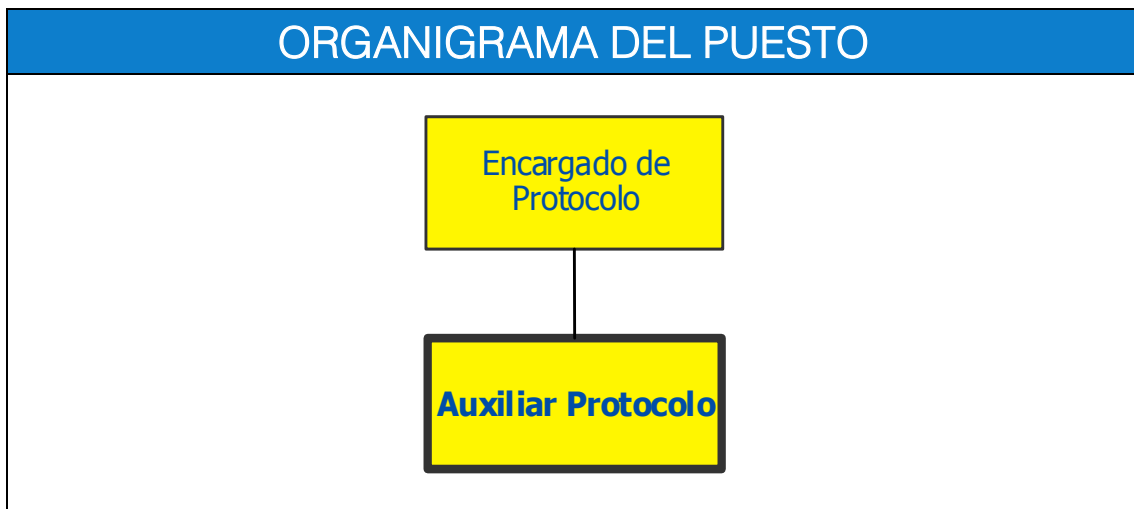 ORGANIGRAMA DEL PUESTO
Encargado de
Protocolo
Auxiliar Protocolo